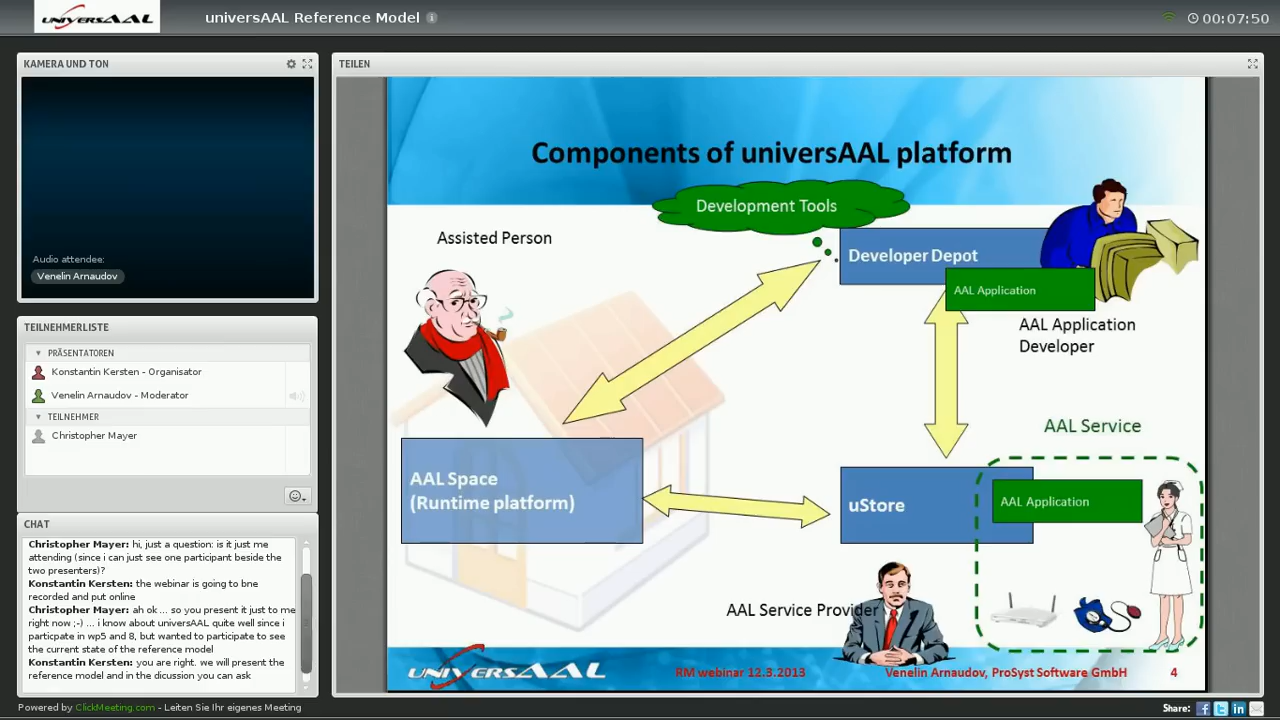 UNIVERSAAL
universAAL Reference Model
00:07:50
KAMERA UND TON
Audio attendee:
Venelin Arnaudov
TEILNEHMERLISTE
PRÄSENTATOREN
Konstantin Kersten - Organisator
Venelin Arnaudov - Moderator
TEILNEHMER
Christopher Mayer
CHAT
Christopher Mayer: hi, just a question: is it just me
attending (since i can just see one participant beside the
two presenters)?
Konstantin Kersten: the webinar is going to bne
recorded and put online
Christopher Mayer: ah ok ... so you present it just to me
right now ;-) ... i know about universAAL quite well since i
particpate in wp5 and 8, but wanted to participate to see
the current state of the reference model
Konstantin Kersten: you are right. we will present the
reference model and in the dicussion you can ask
TEILEN
Components of universAAL platform
Development Tools
Assisted Person
Developer Depot
AAL Application
AAL Application
Developer
AAL Service
AAL Space
(Runtime platform)
uStore
AAL Application
AAL Service Provider
UNIVERSAAL
RM webinar 12.3.2013
Venelin Arnaudov, ProSyst Software GmbH
4
Powered by ClickMeeting.com - Leiten Sie Ihr eigenes Meeting
Share: